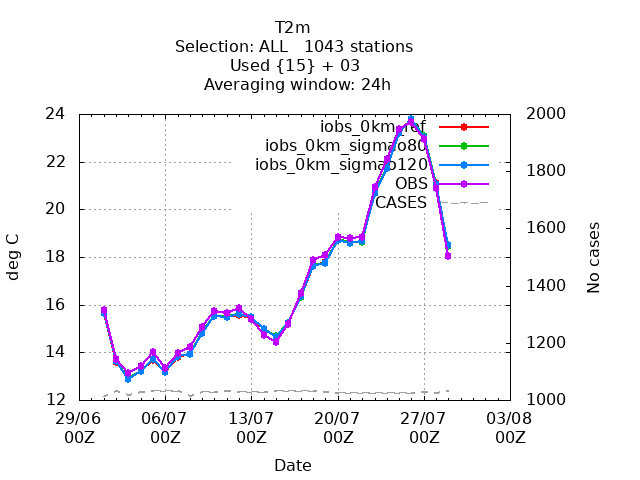 T2m
Selection: ALL   1043 stations
Used {15} + 03
Averaging window: 24h
24
22
20
18
16
14
12
2000
1800
1600
1400
1200
1000
iobs_0km_ref
iobs_0km_sigmao80
iobs_0km_sigmao120
OBS
CASES
deg C
No cases
29/06 06/07 13/07 20/07 27/07 03/08
00Z 00Z 00Z 00Z 00Z 00Z
Date